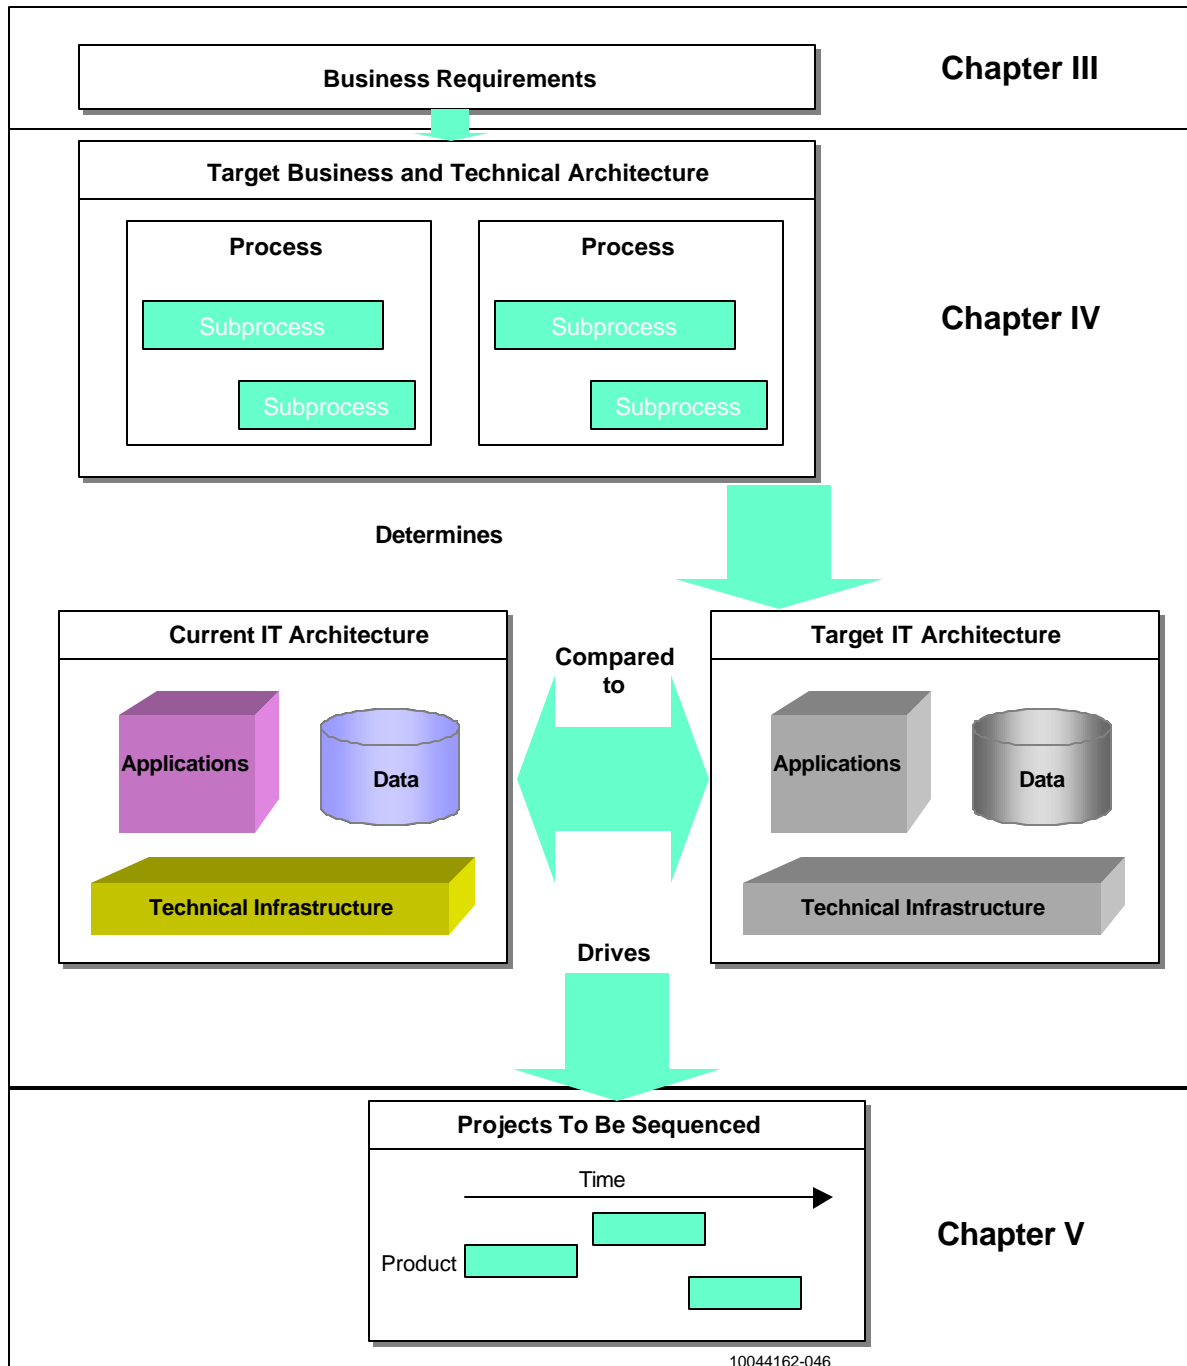 Business Requirements
Chapter III
Target Business and Technical Architecture
Process
Process
Subprocess
Subprocess
Chapter IV
Subprocess
Subprocess
Determines
Current IT Architecture
Compared
to
Target IT Architecture
Applications
Data
Applications
Data
Technical Infrastructure
Technical Infrastructure
Drives
Projects To Be Sequenced
Time
Product
Chapter V
10044162-046